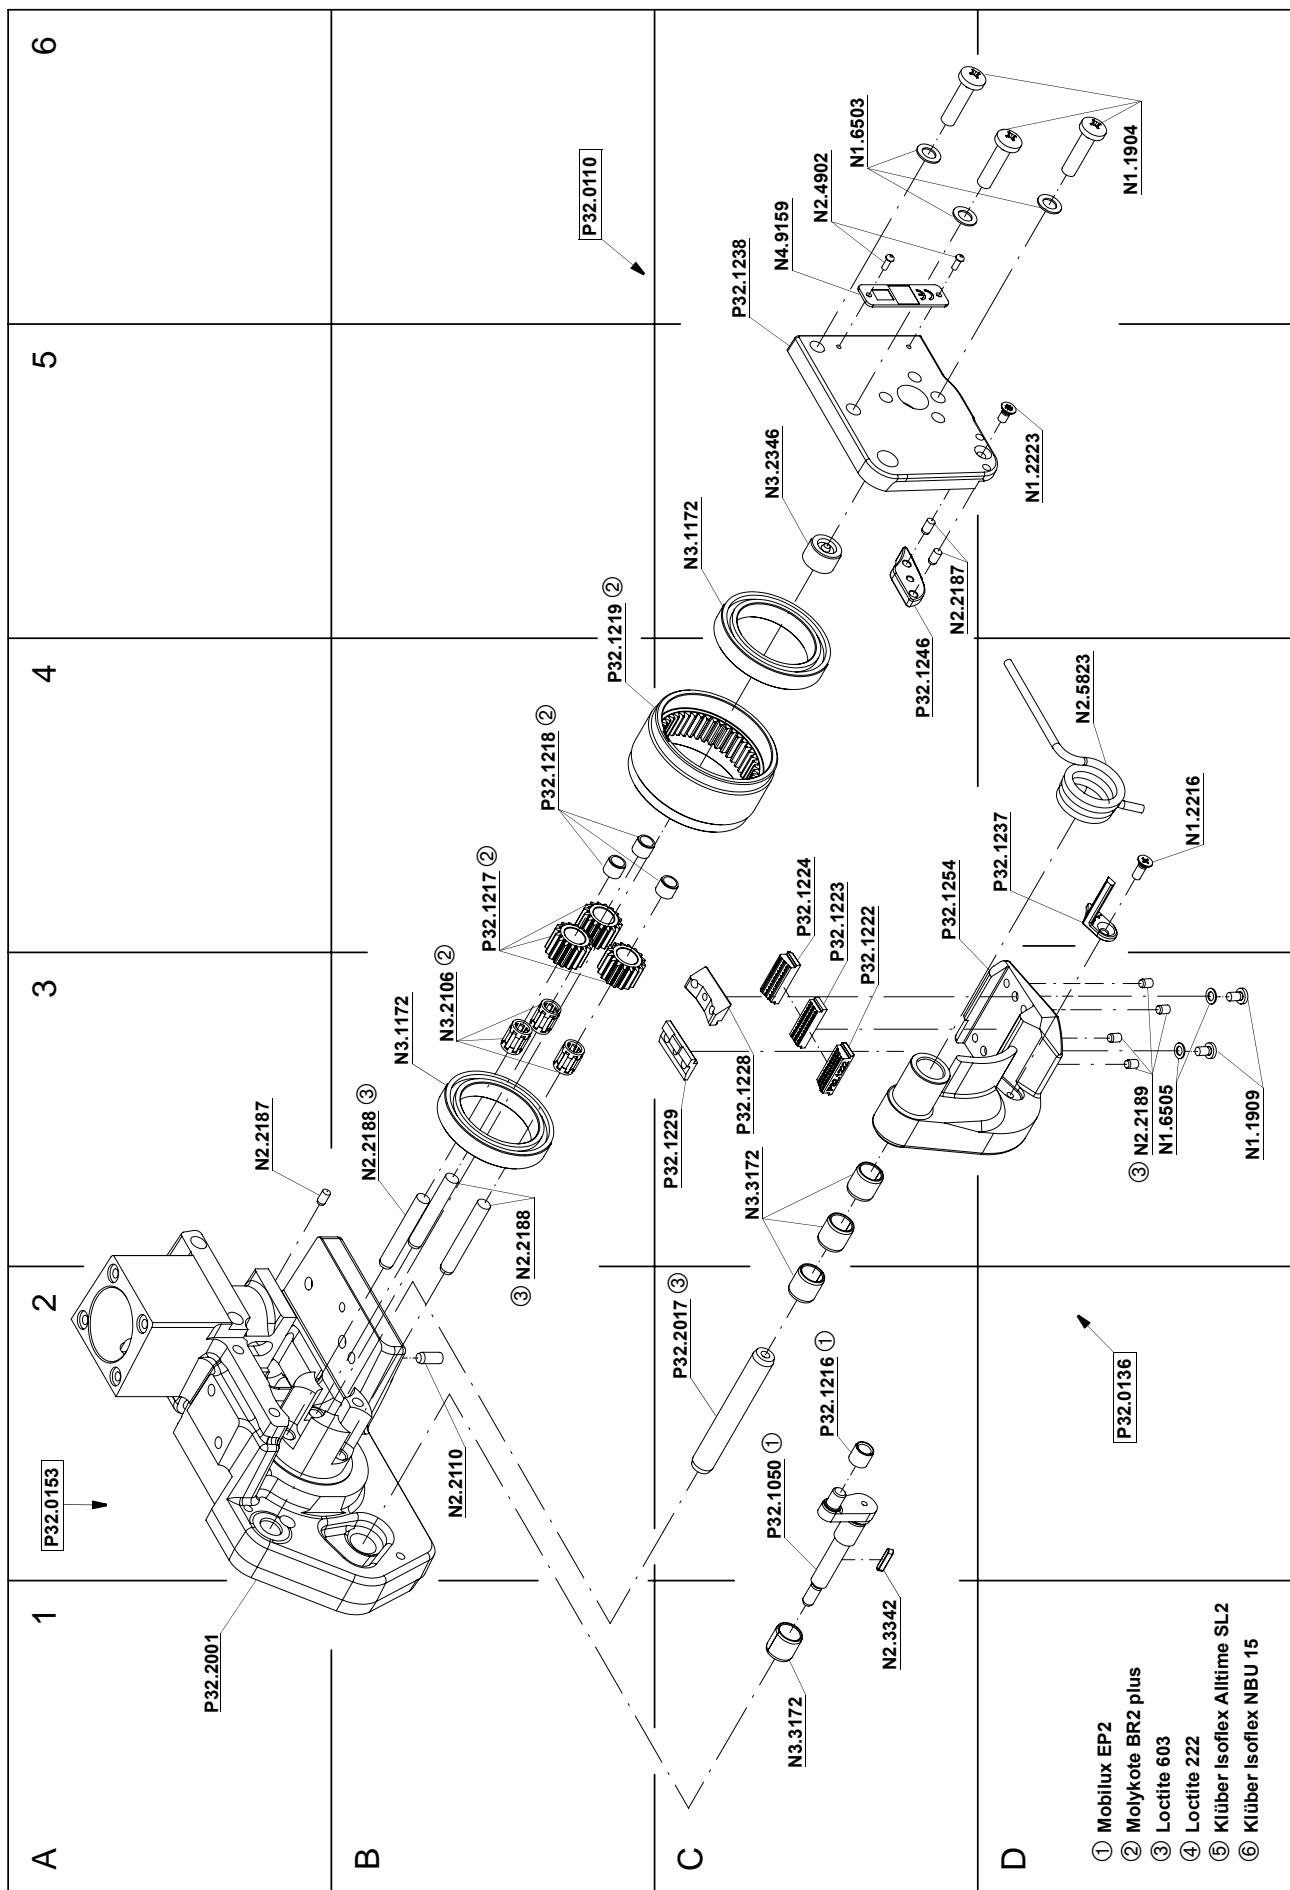 1
2
3
4
5
6
A
B
C
D
P32.0153
P32.2001
N2.2187
N2.2188 ③
③ N2.2188
N2.2110
N3.1172
N3.2106 ②
P32.1217 ②
P32.1218 ②
P32.1219 ②
N3.1172
P32.0110
N3.2346
P32.1238
N4.9159
N2.4902
N1.6503
N1.1904
N1.2223
N2.2187
P32.1246
N2.5823
N1.2216
P32.1237
P32.1254
P32.1224
P32.1223
P32.1222
P32.1228
P32.1229
N3.3172
P32.2017 ③
P32.1216 ①
P32.1050 ①
N2.3342
N3.3172
③ N2.2189
N1.6505
N1.1909
P32.0136
① Mobilux EP2
② Molykote BR2 plus
③ Loctite 603
④ Loctite 222
⑤ Klüber Isoflex Alltime SL2
⑥ Klüber Isoflex NBU 15